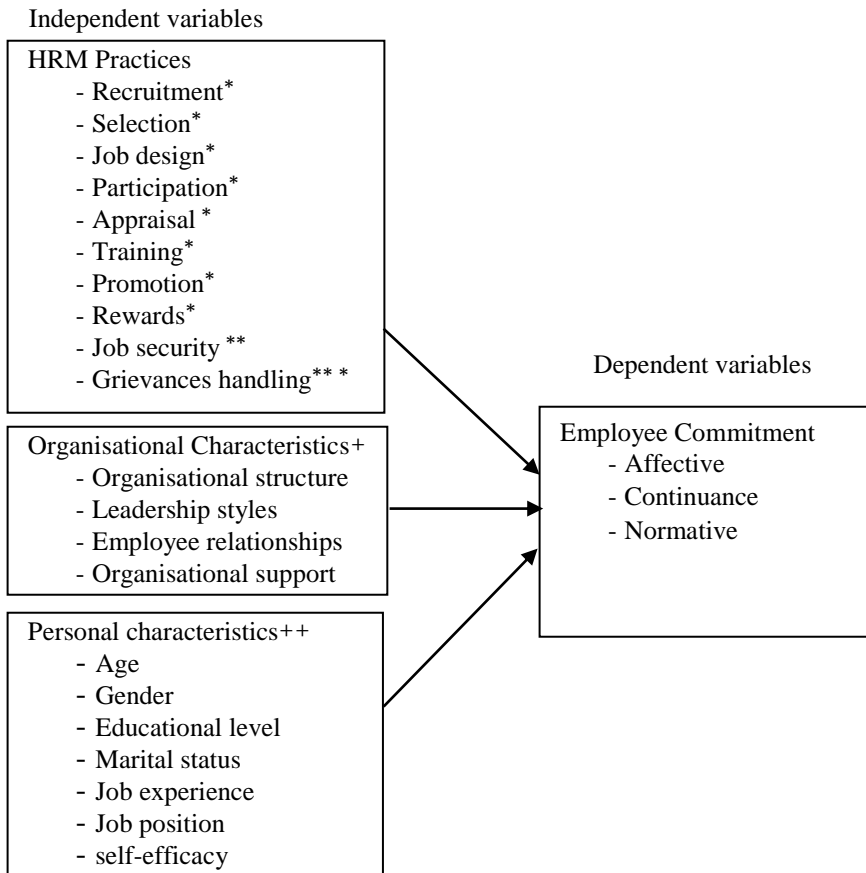 Independent variables
HRM Practices
- Recruitment*
- Selection*
- Job design*
- Participation*
- Appraisal *
- Training*
- Promotion*
- Rewards*
- Job security **
- Grievances handling** *
Organisational Characteristics+
- Organisational structure
- Leadership styles
- Employee relationships
- Organisational support
Personal characteristics++
- Age
- Gender
- Educational level
- Marital status
- Job experience
- Job position
- self-efficacy
Dependent variables
Employee Commitment
- Affective
- Continuance
- Normative